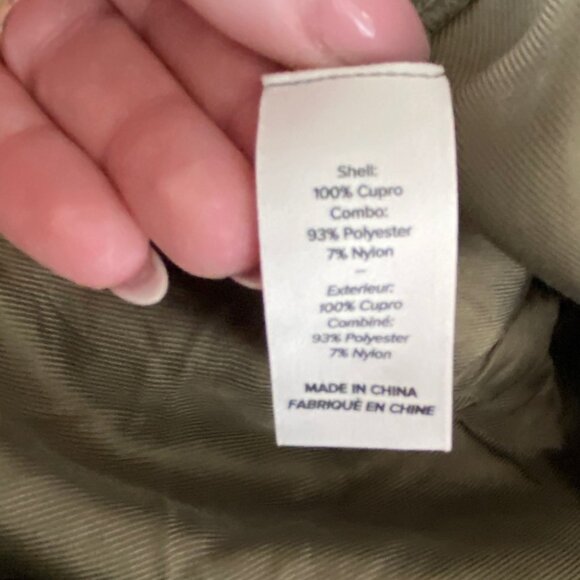 Shell:
100% Cupro
Combo:
93% Polyester
7% Nylon
–
Exterieur:
100% Cupro
Combiné:
93% Polyester
7% Nylon
MADE IN CHINA
FABRIQUÉ EN CHINE